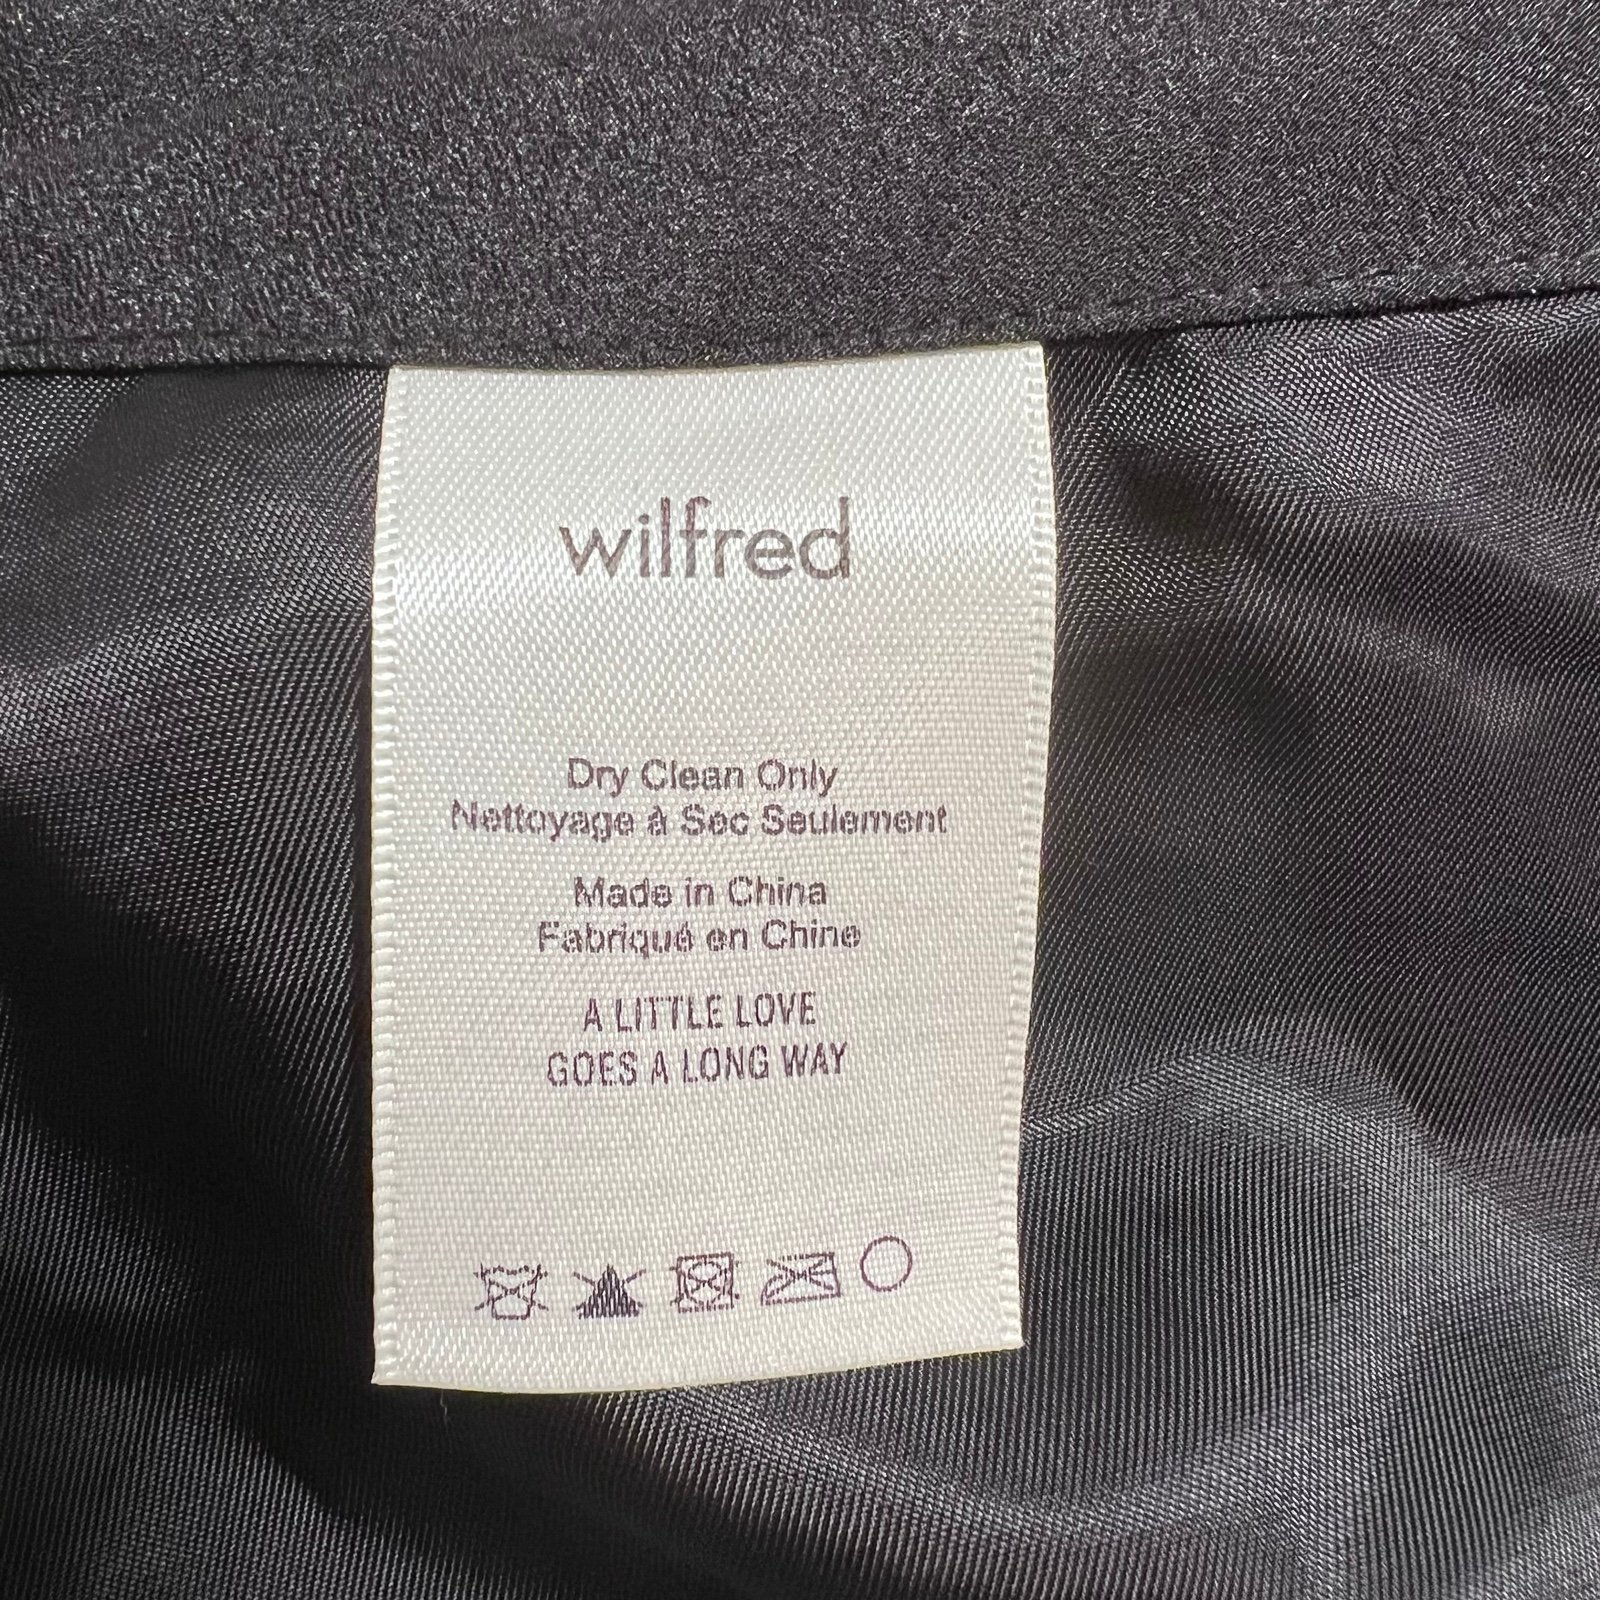 wilfred
Dry Clean Only
Nettoyage à Sec Seulement
Made in China
Fabriqué en Chine
A LITTLE LOVE
GOES A LONG WAY